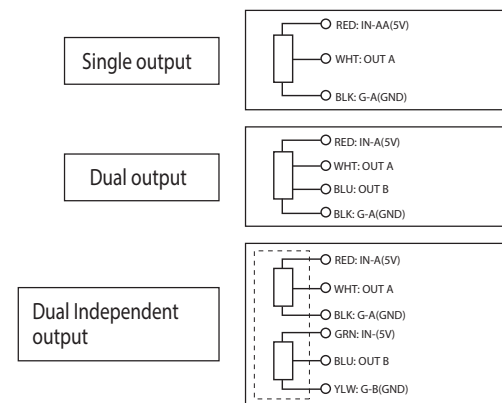 Single output
RED: IN-AA(5V)
WHT: OUT A
BLK: G-A(GND)
Dual output
RED: IN-A(5V)
WHT: OUT A
BLU: OUT B
BLK: G-A(GND)
Dual Independent
output
RED: IN-A(5V)
WHT: OUT A
BLK: G-A(GND)
GRN: IN-(5V)
BLU: OUT B
YLW: G-B(GND)